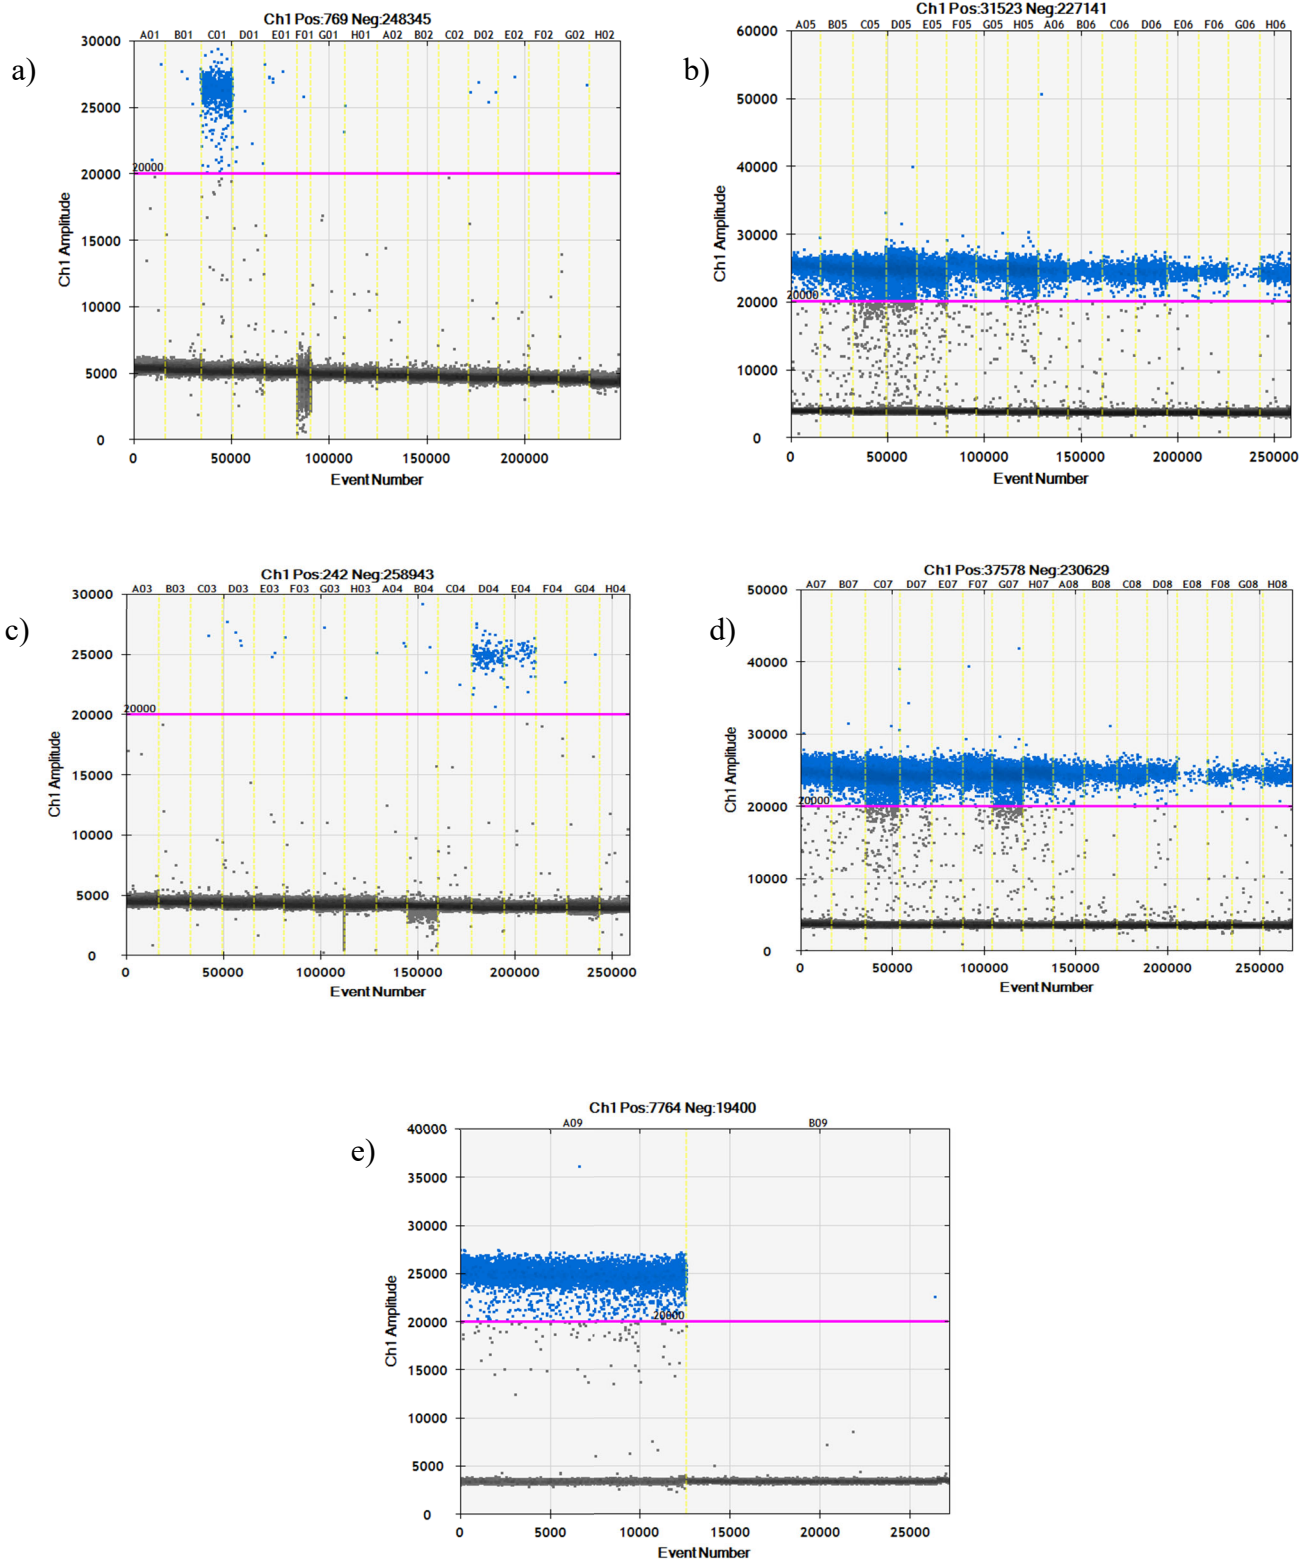 a)
Ch1 Pos:769 Neg:248345
A01 B01 C01 D01 E01 F01 G01 H01 A02 B02 C02 D02 E02 F02 G02 H02
30000
25000
20000
20000
15000
10000
5000
0
Ch1 Amplitude
0 50000 100000 150000 200000
Event Number
b)
Ch1 Pos:31523 Neg:227141
A05 B05 C05 D05 E05 F05 G05 H05 A06 B06 C06 D06 E06 F06 G06 H06
60000
50000
40000
30000
20000
20000
10000
0
Ch1 Amplitude
0 50000 100000 150000 200000 250000
Event Number
c)
Ch1 Pos:242 Neg:258943
A03 B03 C03 D03 E03 F03 G03 H03 A04 B04 C04 D04 E04 F04 G04 H04
30000
25000
20000
20000
15000
10000
5000
0
Ch1 Amplitude
0 50000 100000 150000 200000 250000
Event Number
d)
Ch1 Pos:37578 Neg:230629
A07 B07 C07 D07 E07 F07 G07 H07 A08 B08 C08 D08 E08 F08 G08 H08
50000
40000
30000
20000
20000
10000
0
Ch1 Amplitude
0 50000 100000 150000 200000 250000
Event Number
e)
Ch1 Pos:7764 Neg:19400
A09 B09
40000
35000
30000
25000
20000
20000
15000
10000
5000
0
Ch1 Amplitude
0 5000 10000 15000 20000 25000
Event Number